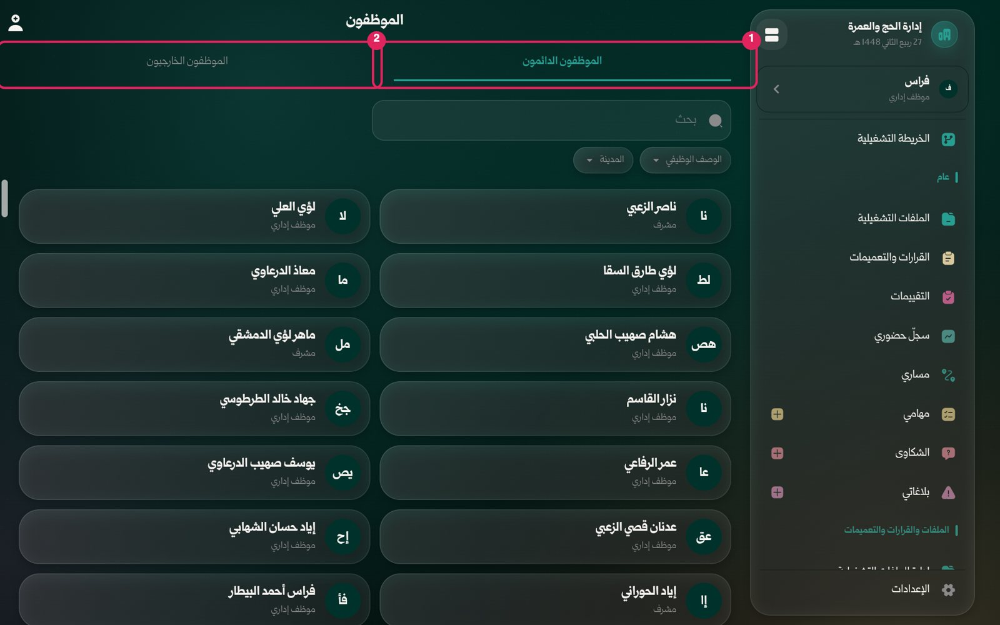 إدارة الحج والعمرة
27 ربيع الثاني 1448 هـ
ف
فراس
موظف إداري
الخريطة التشغيلية
عام
الملفات التشغيلية
القرارات والتعميمات
التقييمات
سجلّ حضوري
مساري
مهامي
الشكاوى
بلاغاتي
الملفات والقرارات والتعميمات
الإعدادات
الموظفون
1
الموظفون الدائمون
2
الموظفون الخارجيون
بحث
الوصف الوظيفي
المدينة
نا
ناصر الزعبي
مشرف
لا
لؤي العلي
موظف إداري
لط
لؤي طارق السقا
موظف إداري
ما
معاذ الدرعاوي
موظف إداري
هص
هشام صهيب الحلبي
موظف إداري
مل
ماهر لؤي الدمشقي
مشرف
نا
نزار القاسم
موظف إداري
جخ
جهاد خالد الطرطوسي
موظف إداري
عا
عمر الرفاعي
موظف إداري
يص
يوسف صهيب الدرعاوي
موظف إداري
عق
عدنان قصي الزعبي
موظف إداري
إح
إياد حسان الشهابي
موظف إداري
إا
إياد الحوراني
مشرف
فأ
فراس أحمد البيطار
موظف إداري